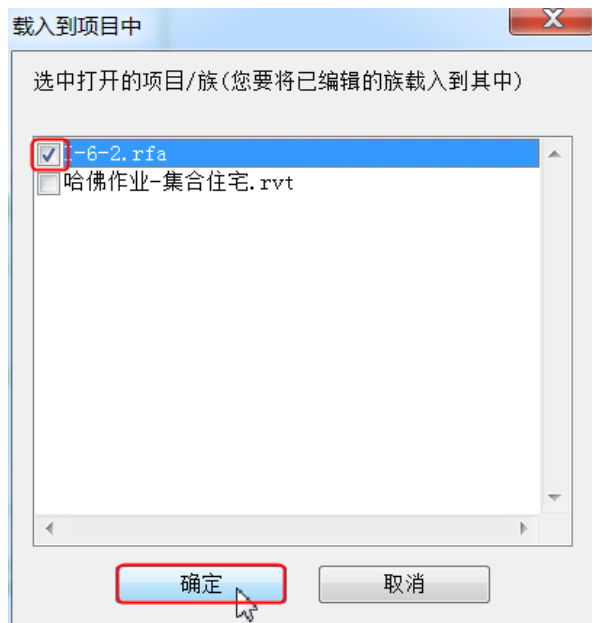 载入到项目中
选中打开的项目/族(您要将已编辑的族载入到其中)
-6-2.rfa
哈佛作业-集合住宅.rvt
确定
取消